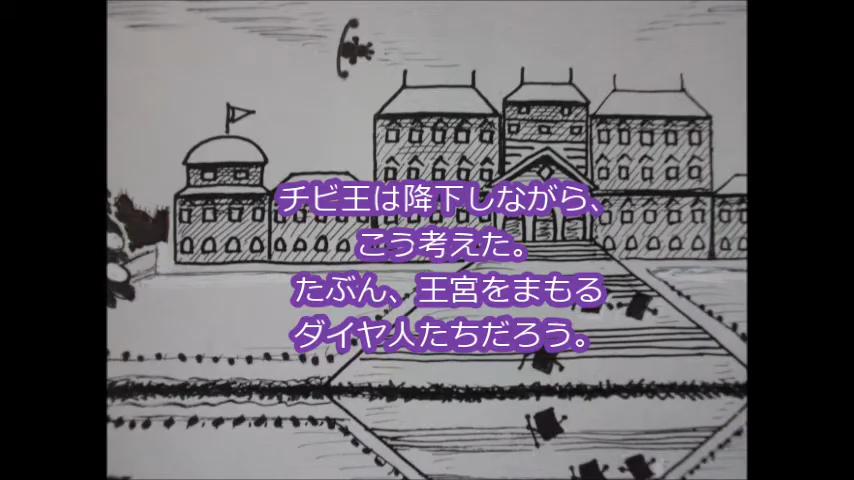 チビ王は降下しながら、
こう考えた。
たぶん、王宮をまもる
ダイヤ人たちだろう。